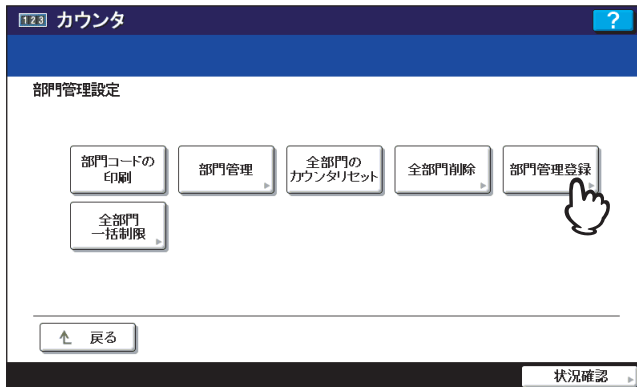 123 カウンタ ?
部門管理設定
部門コードの
印刷
部門管理
全部門の
カウンタリセット
全部門削除
部門管理登録
全部門
一括制限
戻る
状況確認